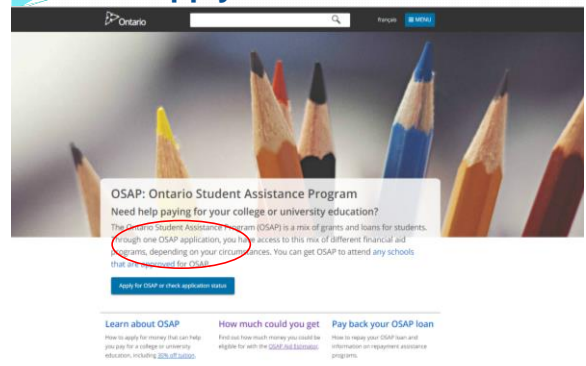 Ontario
français
MENU
OSAP: Ontario Student Assistance Program
Need help paying for your college or university education?
The Ontario Student Assistance Program (OSAP) is a mix of grants and loans for students.
Through one OSAP application, you have access to this mix of different financial aid
programs, depending on your circumstances. You can get OSAP to attend any schools
that are approved for OSAP.
Apply for OSAP or check application status
Learn about OSAP
How to apply for money that can help
you pay for a college or university
education, including 30% off tuition.
How much could you get
Find out how much money you could be
eligible for with the OSAP Aid Estimator.
Pay back your OSAP loan
How to repay your OSAP loan and
information on repayment assistance
programs.